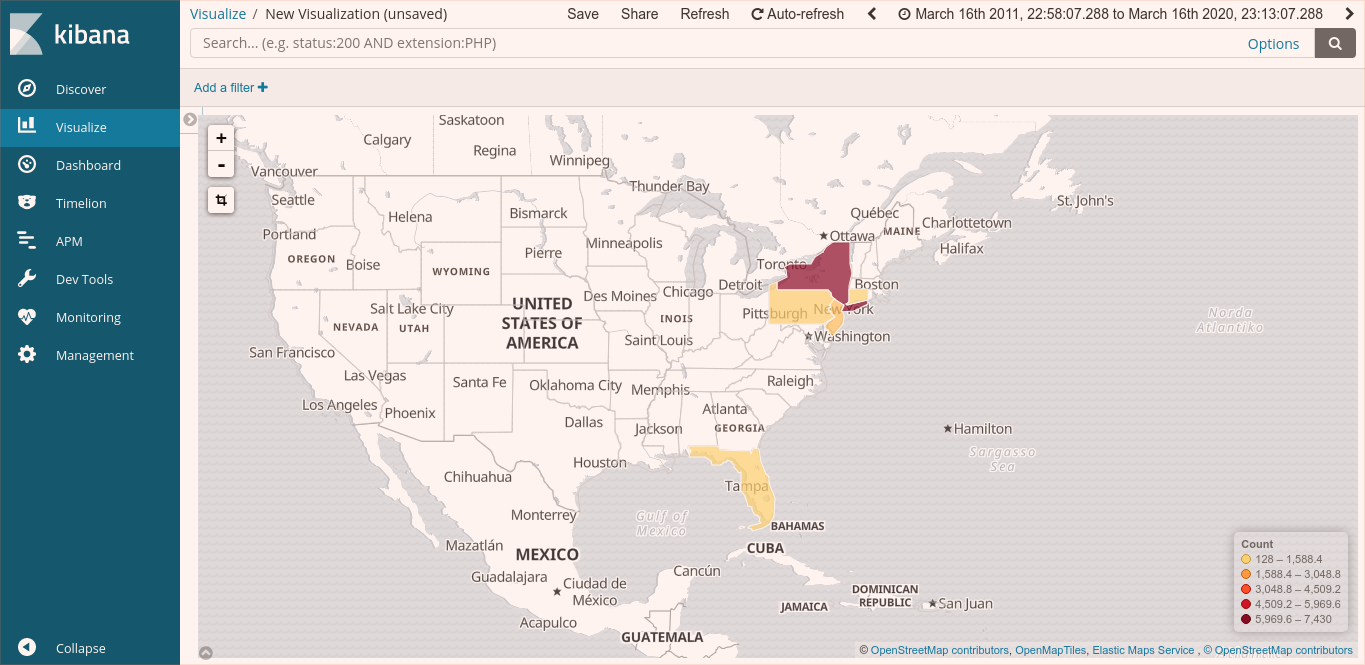 kibana
Discover
Visualize
Dashboard
Timelion
APM
Dev Tools
Monitoring
Management
Collapse
Visualize / New Visualization (unsaved)
Save Share Refresh Auto-refresh March 16th 2011, 22:58:07.288 to March 16th 2020, 23:13:07.288
Search... (e.g. status:200 AND extension:PHP) Options
Add a filter +
+
-
Saskatoon
Calgary
Regina
Winnipeg
Vancouver
Thunder Bay
Seattle
St. John's
Helena
Bismarck
Québec
Charlottetown
Portland
Minneapolis
Ottawa
MAINE
Halifax
OREGON
Boise
Pierre
Toronto
WYOMING
Detroit
Boston
Chicago
Des Moines
UNITED
STATES OF
AMERICA
Salt Lake City
Pittsburgh
New York
INOIS
NEVADA
UTAH
Norda
Atlantiko
Saint Louis
Washington
San Francisco
Las Vegas
Santa Fe
Oklahoma City
Memphis
Raleigh
Los Angeles
Phoenix
Atlanta
Dallas
Jackson
GEORGIA
Hamilton
Sargasso
Sea
Houston
Chihuahua
Tampa
Monterrey
Gulf of
Mexico
BAHAMAS
Mazatlán
MEXICO
CUBA
Guadalajara
Cancún
Ciudad de
México
DOMINICAN
REPUBLIC
JAMAICA
San Juan
Acapulco
GUATEMALA
Count
128 – 1,588.4
1,588.4 – 3,048.8
3,048.8 – 4,509.2
4,509.2 – 5,969.6
5,969.6 – 7,430
© OpenStreetMap contributors, OpenMapTiles, Elastic Maps Service , © OpenStreetMap contributors